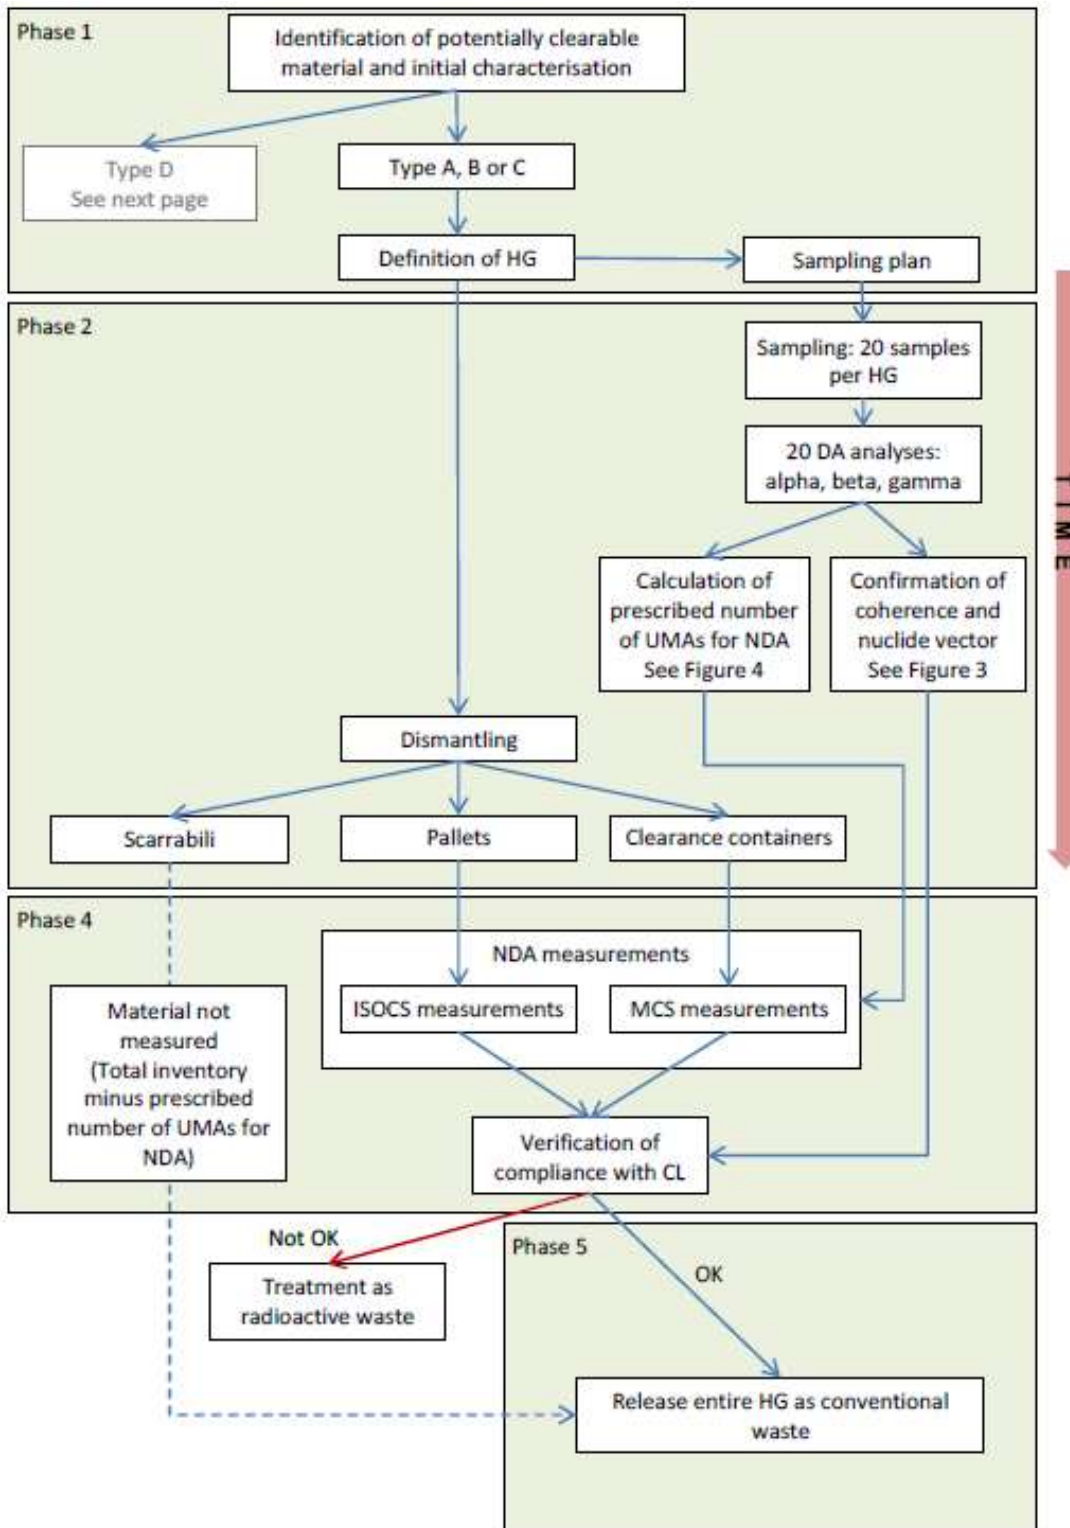 Phase 1
Identification of potentially clearable
material and initial characterisation
Type D
See next page
Type A, B or C
Definition of HG
Sampling plan
Phase 2
Sampling: 20 samples
per HG
20 DA analyses:
alpha, beta, gamma
TIME
Calculation of
prescribed number
of UMAs for NDA
See Figure 4
Confirmation of
coherence and
nuclide vector
See Figure 3
Dismantling
Scarrabili
Pallets
Clearance containers
Phase 4
NDA measurements
Material not
measured
(Total inventory
minus prescribed
number of UMAs for
NDA)
ISOCS measurements
MCS measurements
Verification of
compliance with CL
Not OK
Treatment as
radioactive waste
Phase 5
OK
Release entire HG as conventional
waste